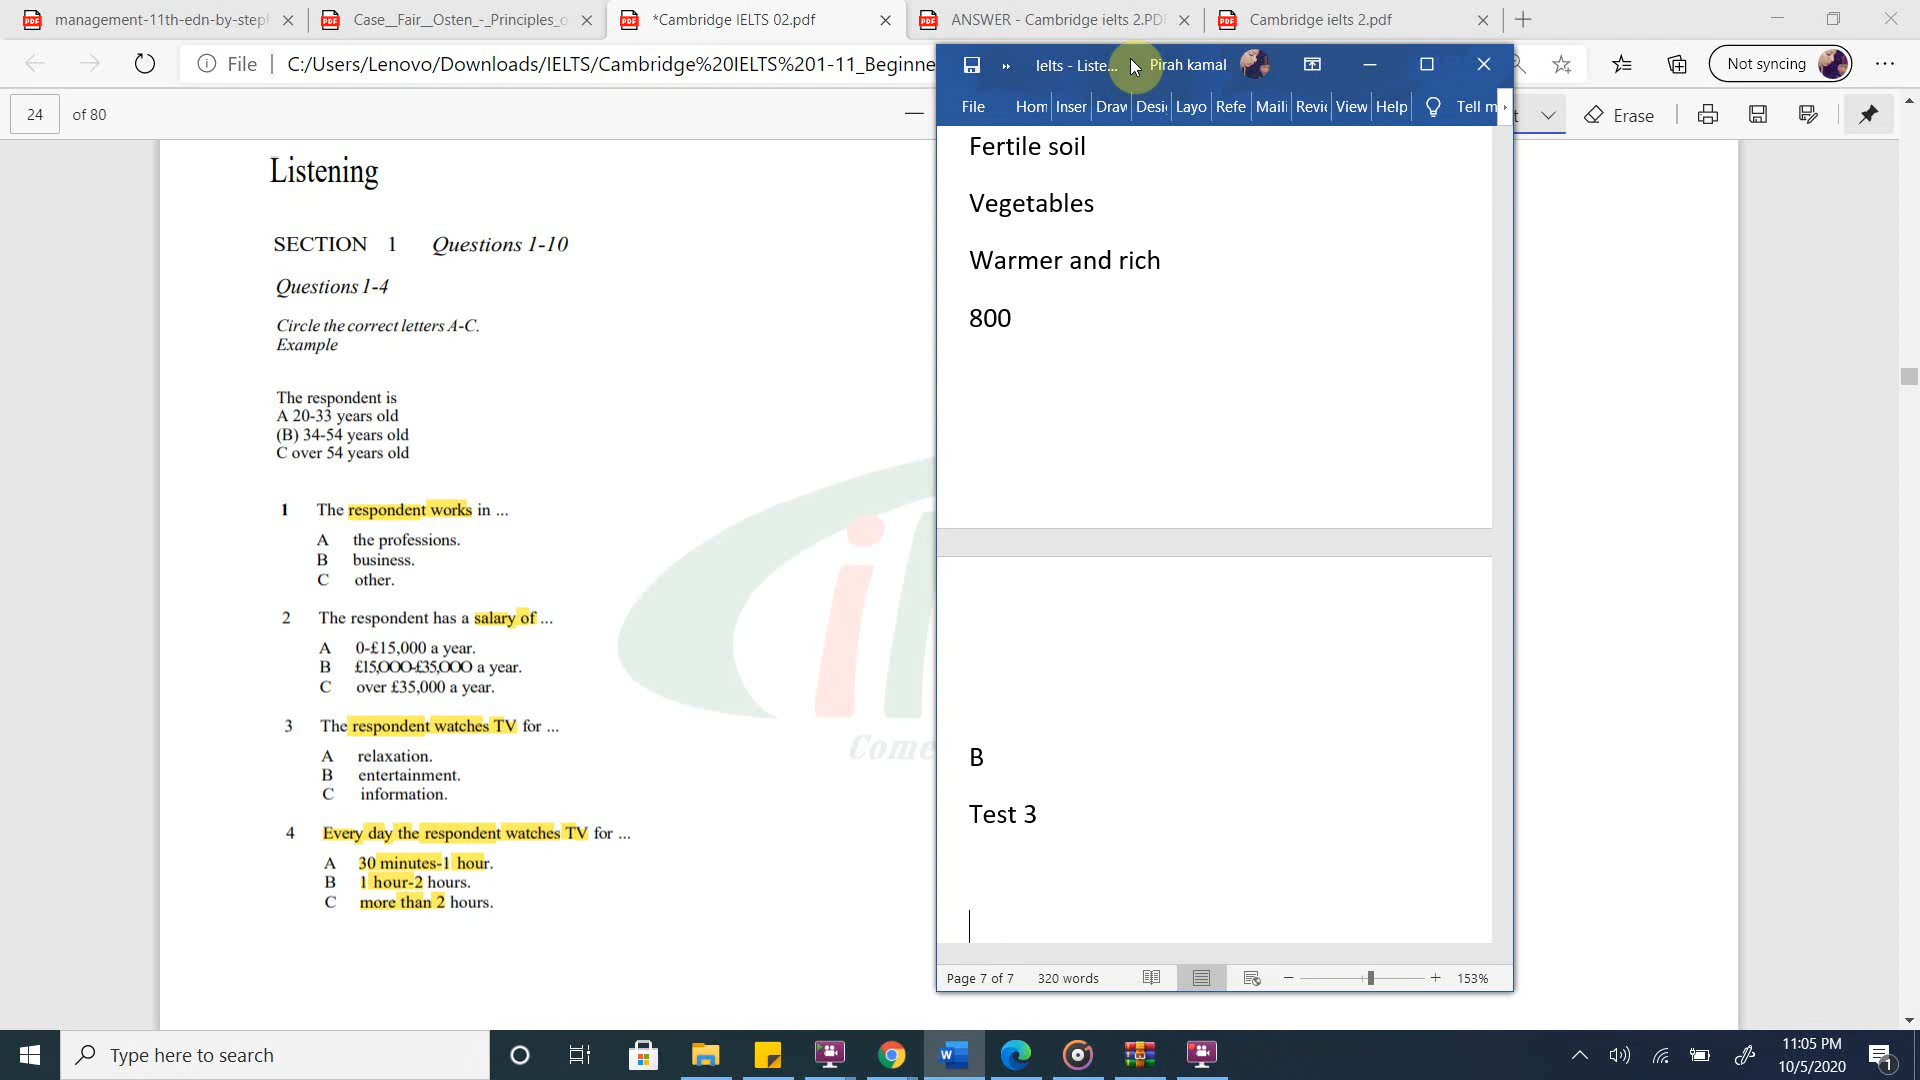 management-11th-edn-by-steph
Case__Fair__Osten_-_Principles_o
*Cambridge IELTS 02.pdf
ANSWER - Cambridge ielts 2.PDF
Cambridge ielts 2.pdf
File
C:/Users/Lenovo/Downloads/IELTS/Cambridge%20IELTS%201-11_Beginne
Not syncing
24 of 80
Erase
Ielts - Liste...
Pirah kamal
File Hom Inser Draw Desi Layo Refe Maili Revie View Help Tell m
Listening
SECTION 1 Questions 1-10
Questions 1-4
Circle the correct letters A-C.
Example
The respondent is
A 20-33 years old
(B) 34-54 years old
C over 54 years old
1 The respondent works in ...
A the professions.
B business.
C other.
2 The respondent has a salary of ...
A 0-£15,000 a year.
B £15,OOO-£35,OOO a year.
C over £35,000 a year.
3 The respondent watches TV for ...
A relaxation.
B entertainment.
C information.
4 Every day the respondent watches TV for ...
A 30 minutes-1 hour.
B 1 hour-2 hours.
C more than 2 hours.
Come
Fertile soil
Vegetables
Warmer and rich
800
B
Test 3
Page 7 of 7 320 words 153%
Type here to search
11:05 PM
10/5/2020
1